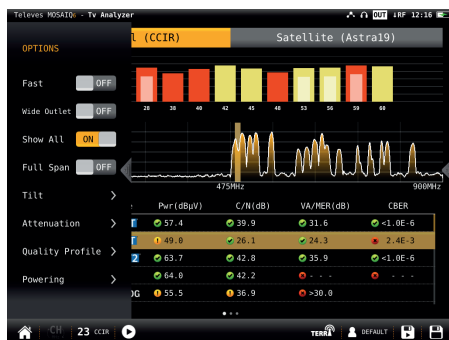 Televes MOSAIQ6 - Tv Analyzer OUT ↓RF 12:16
OPTIONS
l (CCIR) Satellite (Astra19)
Fast OFF
Wide Outlet OFF
Show All ON
Full Span OFF
Tilt >
Attenuation >
Quality Profile >
Powering >
28 38 40 42 45 48 53 56 59 60
475MHz 900MHz
Pwr(dBµV) C/N(dB) VA/MER(dB) CBER
57.4 39.9 31.6 <1.0E-6
49.0 26.1 24.3 2.4E-3
2 63.7 42.8 35.9 <1.0E-6
64.0 42.2 - - - - - -
OG 55.5 36.9 >30.0
CH 23 CCIR TERR DEFAULT